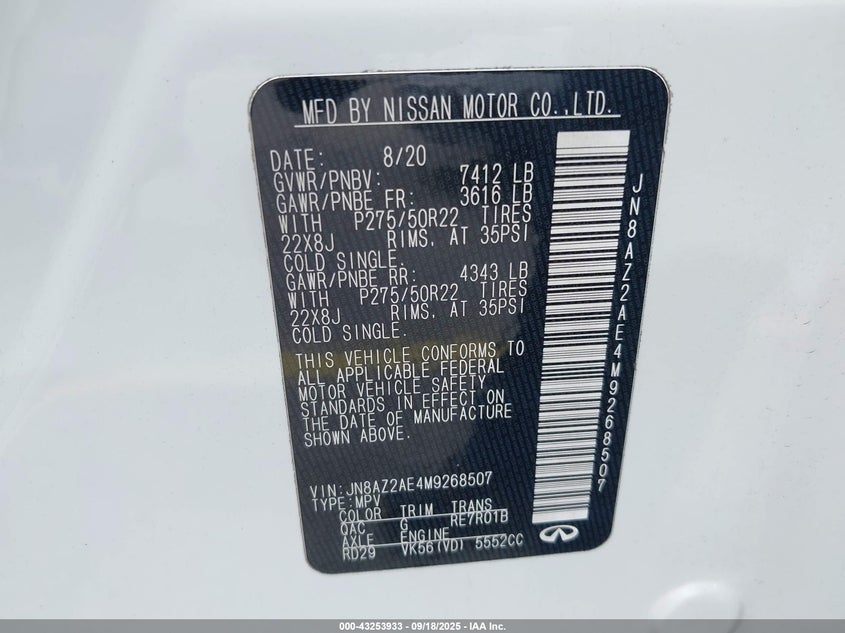 MFD BY NISSAN MOTOR CO.,LTD.
DATE: 8/20
GVWR/PNBV: 7412 LB
GAWR/PNBE FR: 3616 LB
WITH P275/50R22 TIRES
22X8J RIMS. AT 35PSI
COLD SINGLE.
GAWR/PNBE RR: 4343 LB
WITH P275/50R22 TIRES
22X8J RIMS. AT 35PSI
COLD SINGLE.
THIS VEHICLE CONFORMS TO
ALL APPLICABLE FEDERAL
MOTOR VEHICLE SAFETY
STANDARDS IN EFFECT ON
THE DATE OF MANUFACTURE
SHOWN ABOVE.
VIN:JN8AZ2AE4M9268507
TYPE:MPV
COLOR TRIM TRANS
QAC G RE7R01B
AXLE ENGINE
RD29 VK56(VD) 5552CC
JN8AZ2AE4M9268507
000-43253933 - 09/18/2025 - IAA Inc.